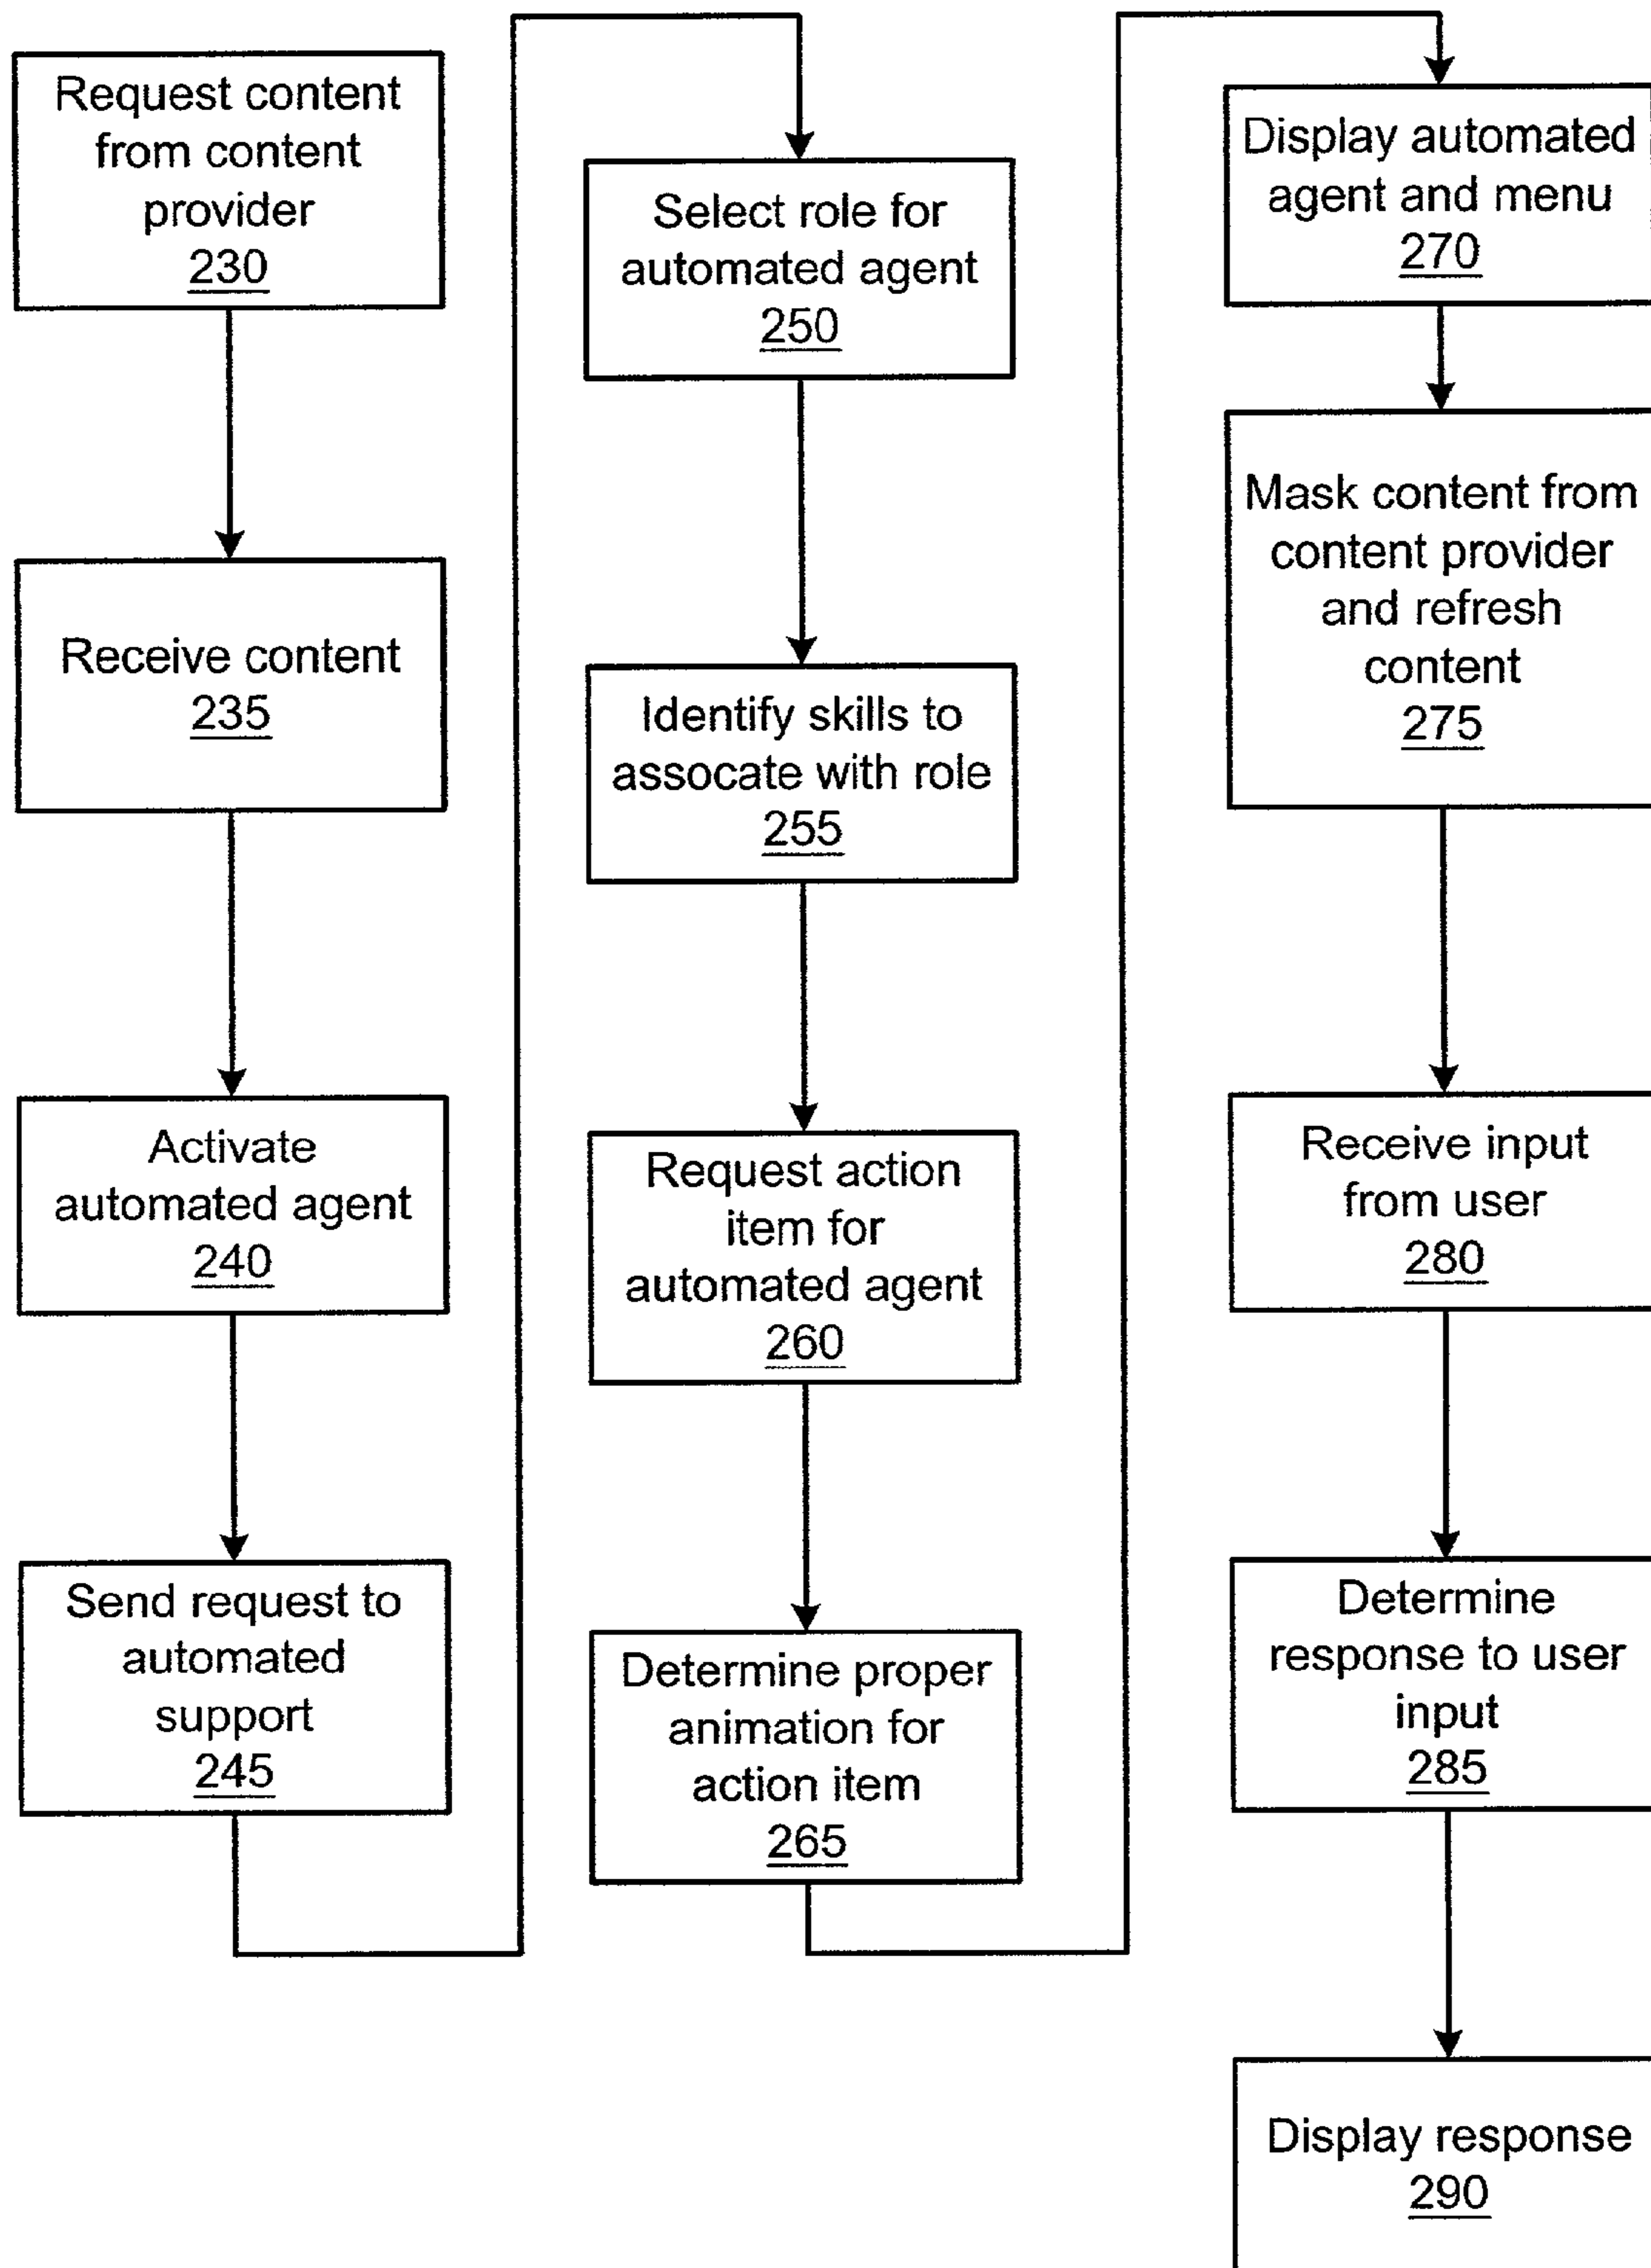 Request content
from content
provider
230
Receive content
235
Activate
automated agent
240
Send request to
automated
support
245
Select role for
automated agent
250
Identify skills to
assocate with role
255
Request action
item for
automated agent
260
Determine proper
animation for
action item
265
Display automated
agent and menu
270
Mask content from
content provider
and refresh
content
275
Receive input
from user
280
Determine
response to user
input
285
Display response
290